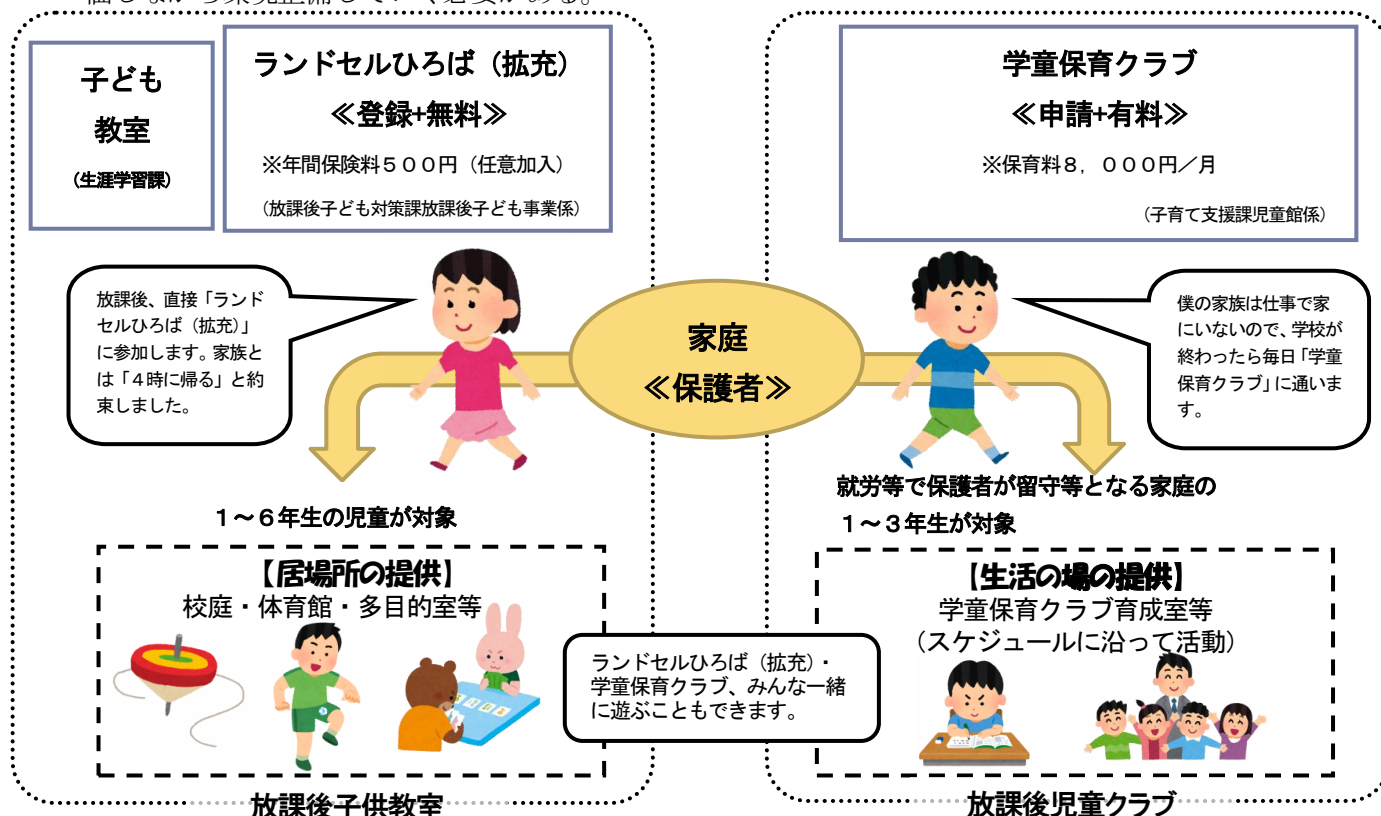 子ども
教室
(生涯学習課)
ランドセルひろば（拡充）
≪登録+無料≫
※年間保険料５００円（任意加入）
(放課後子ども対策課放課後子ども事業係)
学童保育クラブ
≪申請+有料≫
※保育料８，０００円／月
(子育て支援課児童館係)
放課後、直接「ランド
セルひろば（拡充）」
に参加します。家族と
は「４時に帰る」と約
束しました。
家庭
≪保護者≫
僕の家族は仕事で家
にいないので、学校が
終わったら毎日「学童
保育クラブ」に通いま
す。
１～６年生の児童が対象
就労等で保護者が留守等となる家庭の
１～３年生が対象
【居場所の提供】
校庭・体育館・多目的室等
【生活の場の提供】
学童保育クラブ育成室等
（スケジュールに沿って活動）
ランドセルひろば（拡充）・
学童保育クラブ、みんな一緒
に遊ぶこともできます。
放課後子供教室
放課後児童クラブ